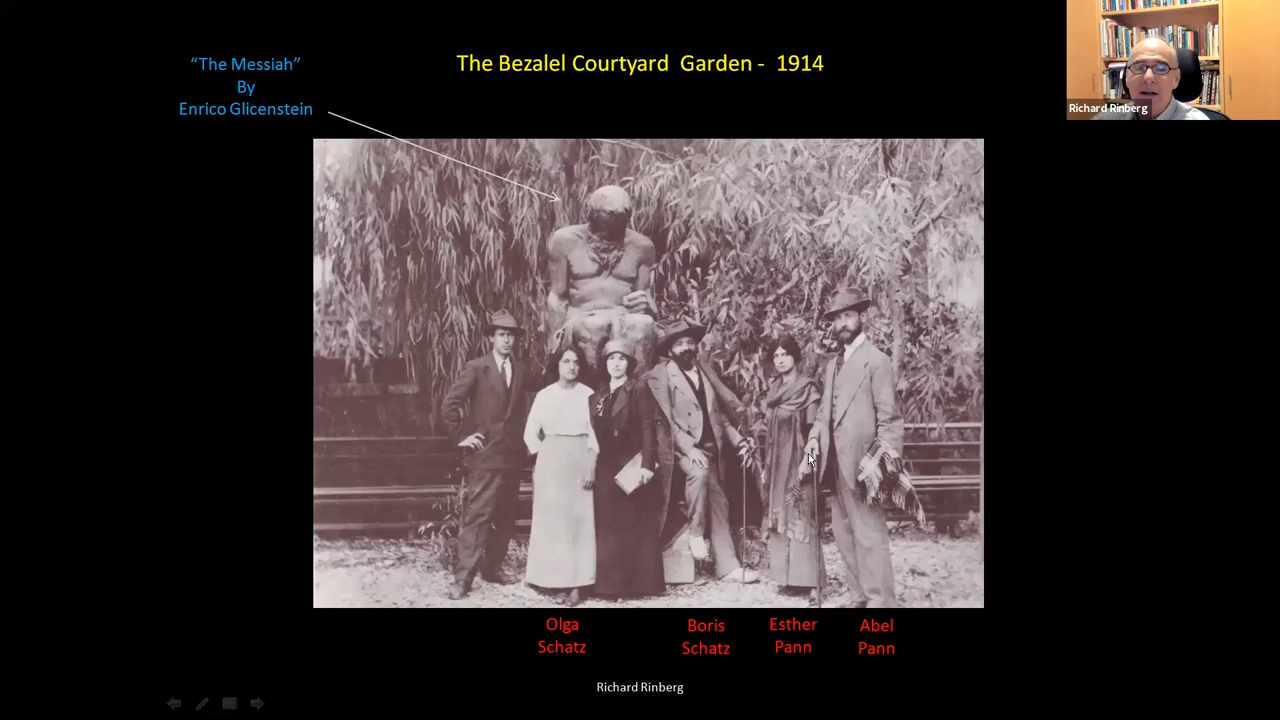 “The Messiah”
By
Enrico Glicenstein
The Bezalel Courtyard Garden - 1914
Richard Rinberg
Olga
Schatz
Boris
Schatz
Esther
Pann
Abel
Pann
Richard Rinberg